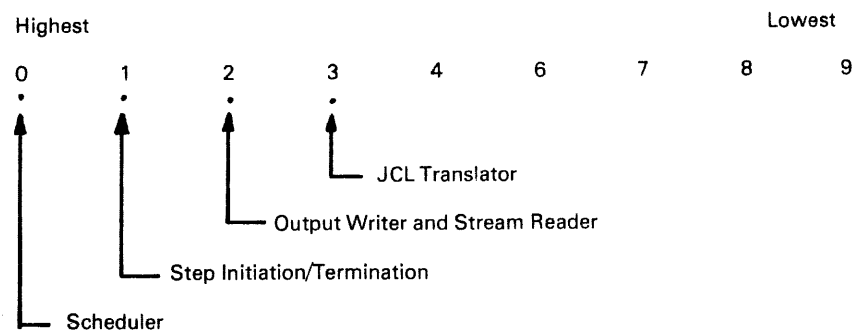 Highest Lowest
0 1 2 3 4 6 7 8 9
JCL Translator
Output Writer and Stream Reader
Step Initiation/Termination
Scheduler